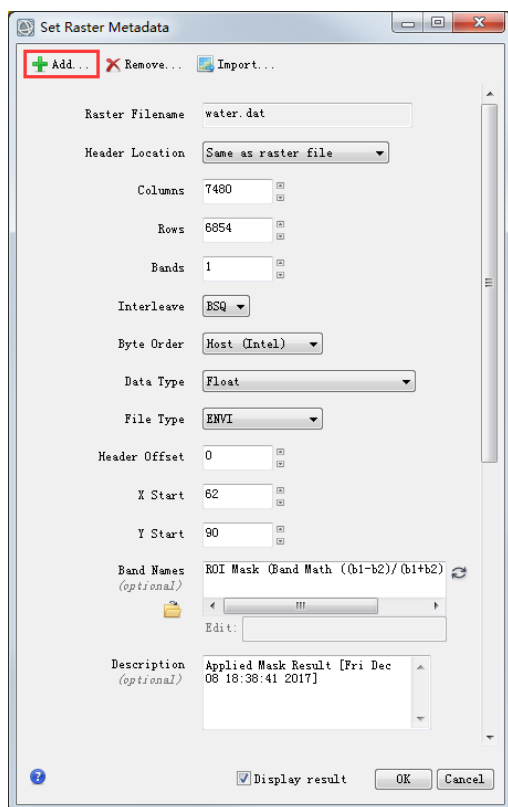 Set Raster Metadata
Add... Remove... Import...
Raster Filename water.dat
Header Location Same as raster file
Columns 7480
Rows 6854
Bands 1
Interleave BSQ
Byte Order Host (Intel)
Data Type Float
File Type ENVI
Header Offset 0
X Start 62
Y Start 90
Band Names ROI Mask (Band Math ((b1-b2)/(b1+b2)
(optional)
Edit:
Description Applied Mask Result [Fri Dec
(optional) 08 18:38:41 2017]
Display result OK Cancel